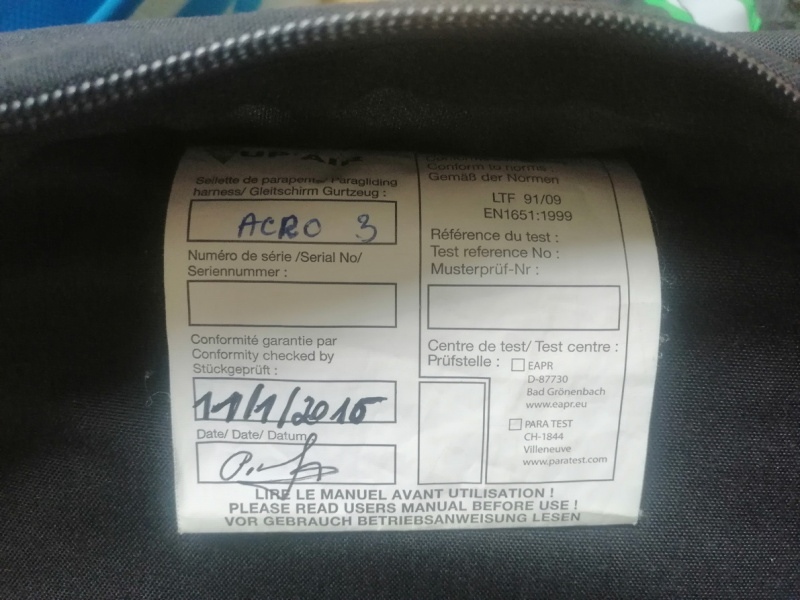 SUP'AIR
Sellette de parapente/ Paragliding
harness/ Gleitschirm Gurtzeug :
ACRO 3
Numéro de série /Serial No/
Seriennummer :
Conformité garantie par
Conformity checked by
Stückgeprüft :
11/1/2015
Date/ Date/ Datum
Conform to norme :
Gemäß der Normen
LTF 91/09
EN1651:1999
Référence du test :
Test reference No :
Musterprüf-Nr :
Centre de test/ Test centre :
Prüfstelle :
EAPR
D-87730
Bad Grönenbach
www.eapr.eu
PARA TEST
CH-1844
Villeneuve
www.paratest.com
LIRE LE MANUEL AVANT UTILISATION !
PLEASE READ USERS MANUAL BEFORE USE !
VOR GEBRAUCH BETRIEBSANWEISUNG LESEN